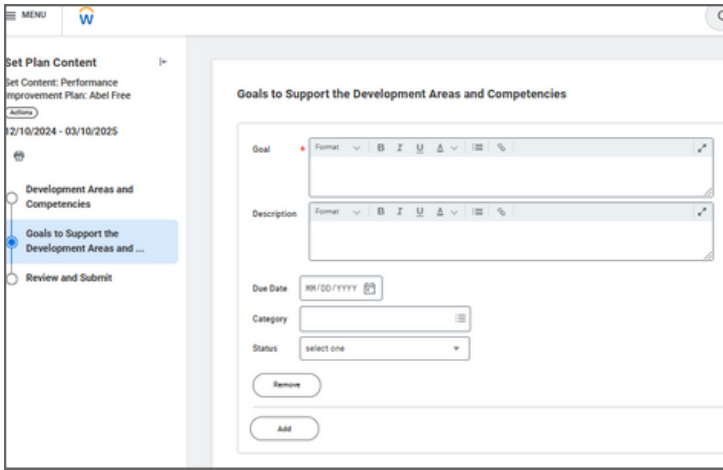 MENU
W
Set Plan Content
Set Content: Performance
Improvement Plan: Abel Free
Actions
12/10/2024 - 03/10/2025
Development Areas and
Competencies
Goals to Support the
Development Areas and ...
Review and Submit
Goals to Support the Development Areas and Competencies
Goal * Format B I U A
Description Format B I U A
Due Date MM/DD/YYYY
Category
Status select one
Remove
Add